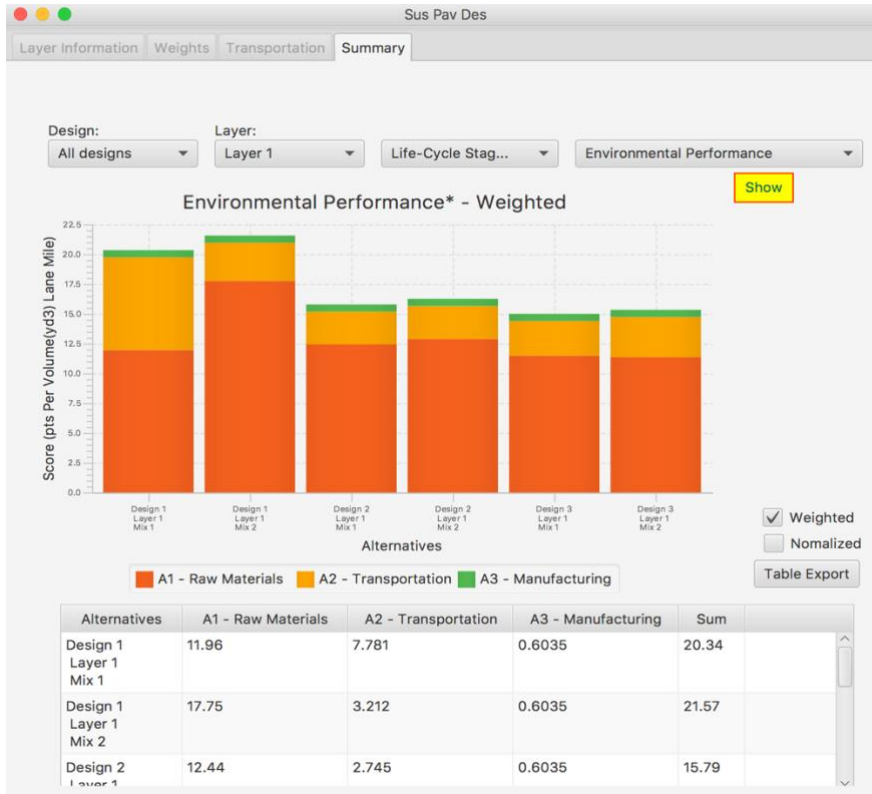 Sus Pav Des
Layer Information Weights Transportation Summary
Design: Layer:
All designs Layer 1 Life-Cycle Stag... Environmental Performance
Show
Environmental Performance* - Weighted
Score (pts Per Volume(yd3) Lane Mile)
22.5
20.0
17.5
15.0
12.5
10.0
7.5
5.0
2.5
0.0
Design 1 Design 1 Design 2 Design 2 Design 3 Design 3
Layer 1 Layer 1 Layer 1 Layer 1 Layer 1 Layer 1
Mix 1 Mix 2 Mix 1 Mix 2 Mix 1 Mix 2
Alternatives
Weighted
Nomalized
A1 - Raw Materials A2 - Transportation A3 - Manufacturing
Table Export
Alternatives A1 - Raw Materials A2 - Transportation A3 - Manufacturing Sum
Design 1 11.96 7.781 0.6035 20.34
Layer 1
Mix 1
Design 1 17.75 3.212 0.6035 21.57
Layer 1
Mix 2
Design 2 12.44 2.745 0.6035 15.79
Layer 1